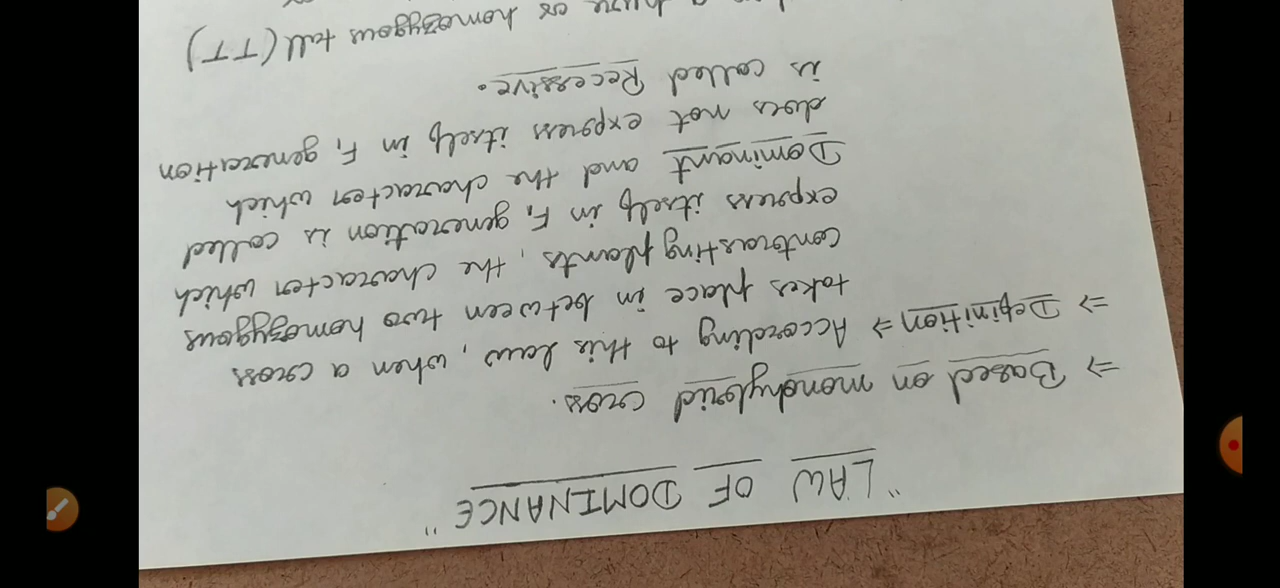 "LAW OF DOMINANCE"
⇒ Based on monohybrid cross.
⇒ Definition ⇒ According to this law, when a cross
takes place in between two homozygous
contrasting plants, the character which
express itself in F₁ generation is called
Dominant and the character which
does not express itself in F₁ generation
is called Recessive.
or homozygous tall (TT)